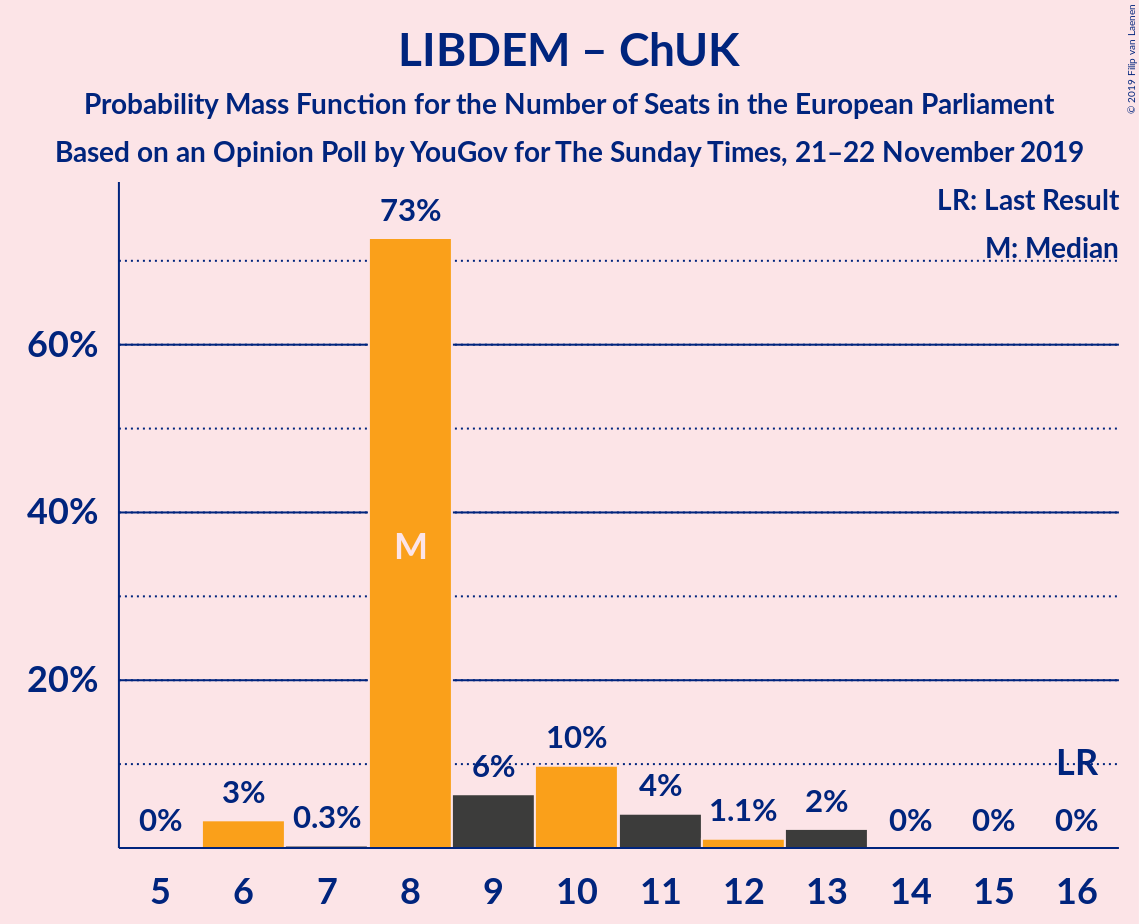 LIBDEM – ChUK
Probability Mass Function for the Number of Seats in the European Parliament
Based on an Opinion Poll by YouGov for The Sunday Times, 21–22 November 2019
© 2019 Filip van Laenen
LR: Last Result
M: Median
73%
60%
40%
M
20%
10%
6%
LR
3%
4%
2%
0%
0.3%
1.1%
0%
0%
0%
5 6 7 8 9 10 11 12 13 14 15 16